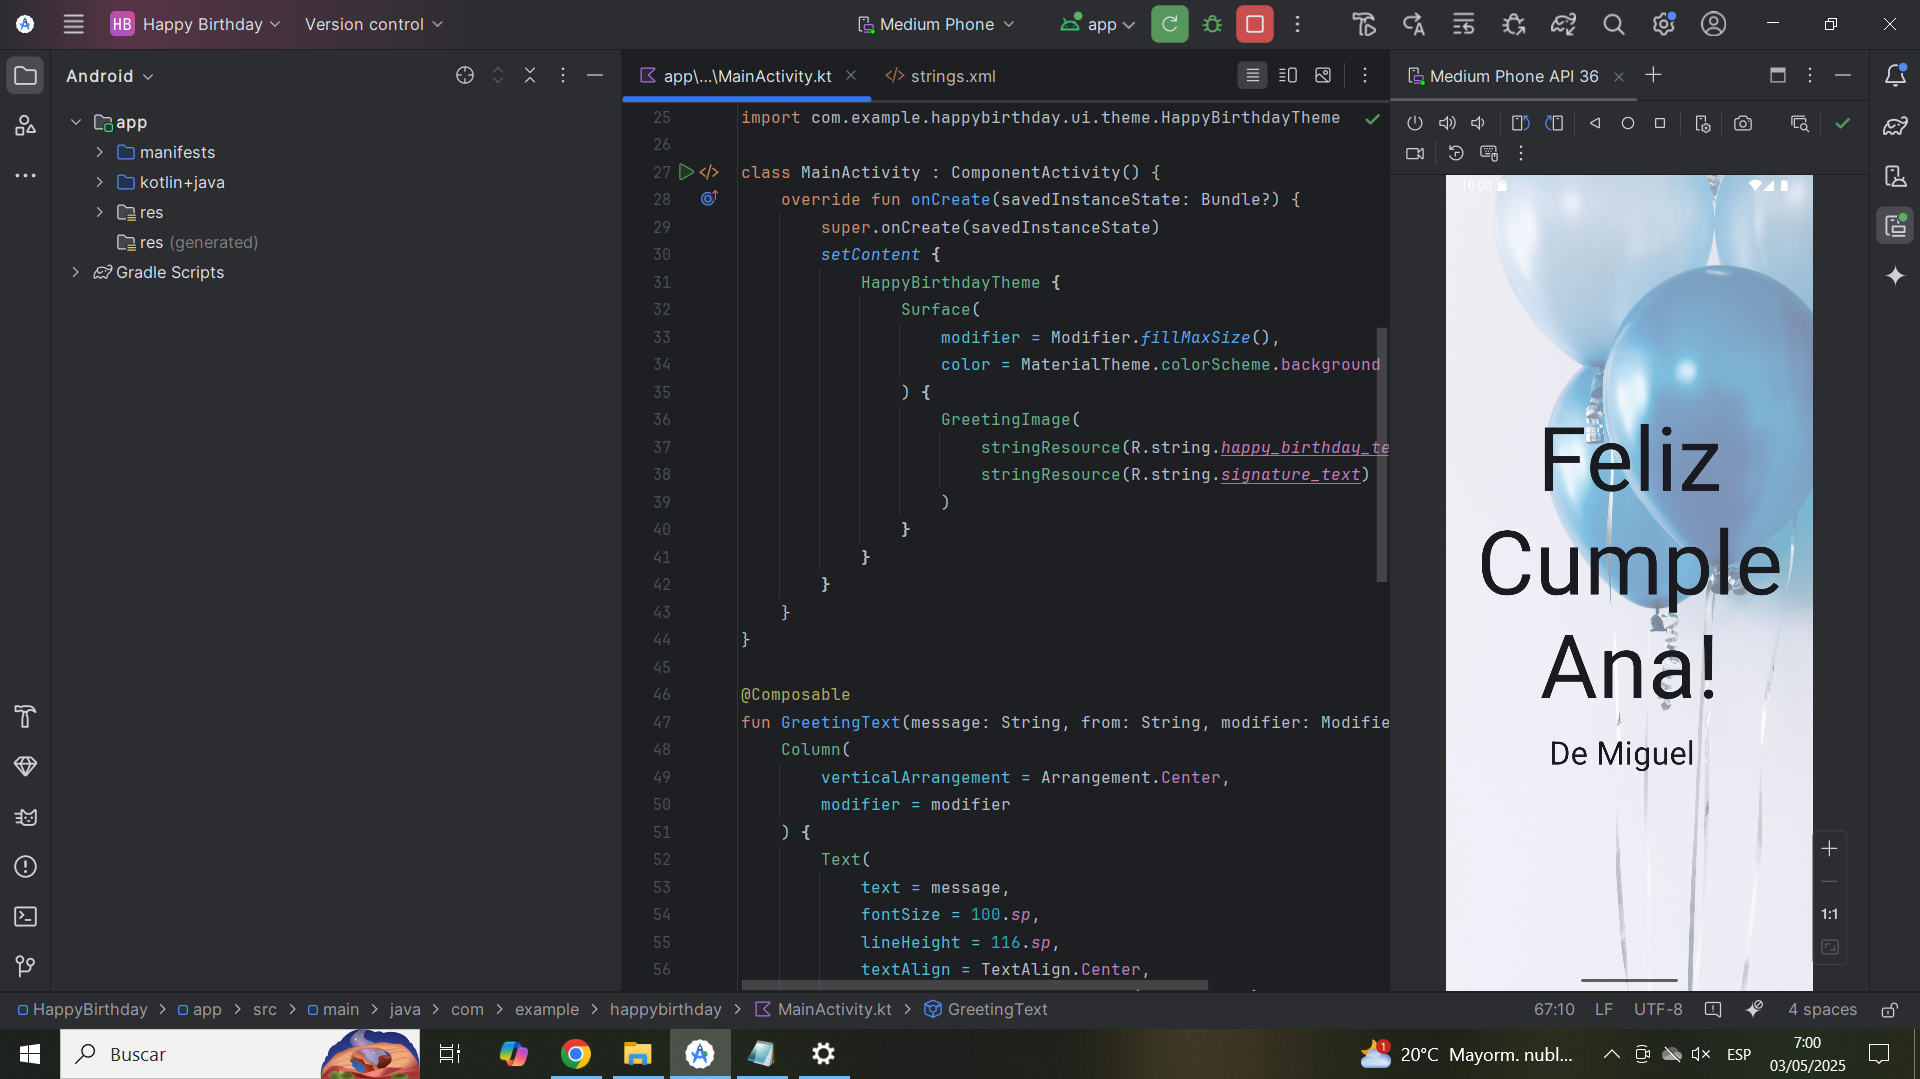 HB Happy Birthday
Version control
Medium Phone
app
Android
app\...\MainActivity.kt
strings.xml
Medium Phone API 36
app
manifests
kotlin+java
res
res (generated)
Gradle Scripts
25 import com.example.happybirthday.ui.theme.HappyBirthdayTheme
26
27 class MainActivity : ComponentActivity() {
28 override fun onCreate(savedInstanceState: Bundle?) {
29 super.onCreate(savedInstanceState)
30 setContent {
31 HappyBirthdayTheme {
32 Surface(
33 modifier = Modifier.fillMaxSize(),
34 color = MaterialTheme.colorScheme.background
35 ) {
36 GreetingImage(
37 stringResource(R.string.happy_birthday_te
38 stringResource(R.string.signature_text)
39 )
40 }
41 }
42 }
43 }
44 }
45
46 @Composable
47 fun GreetingText(message: String, from: String, modifier: Modifie
48 Column(
49 verticalArrangement = Arrangement.Center,
50 modifier = modifier
51 ) {
52 Text(
53 text = message,
54 fontSize = 100.sp,
55 lineHeight = 116.sp,
56 textAlign = TextAlign.Center,
10:00
Feliz
Cumple
Ana!
De Miguel
1:1
HappyBirthday > app > src > main > java > com > example > happybirthday > MainActivity.kt > GreetingText
67:10 LF UTF-8 4 spaces
Buscar
1
20°C Mayorm. nubl...
ESP
7:00
03/05/2025